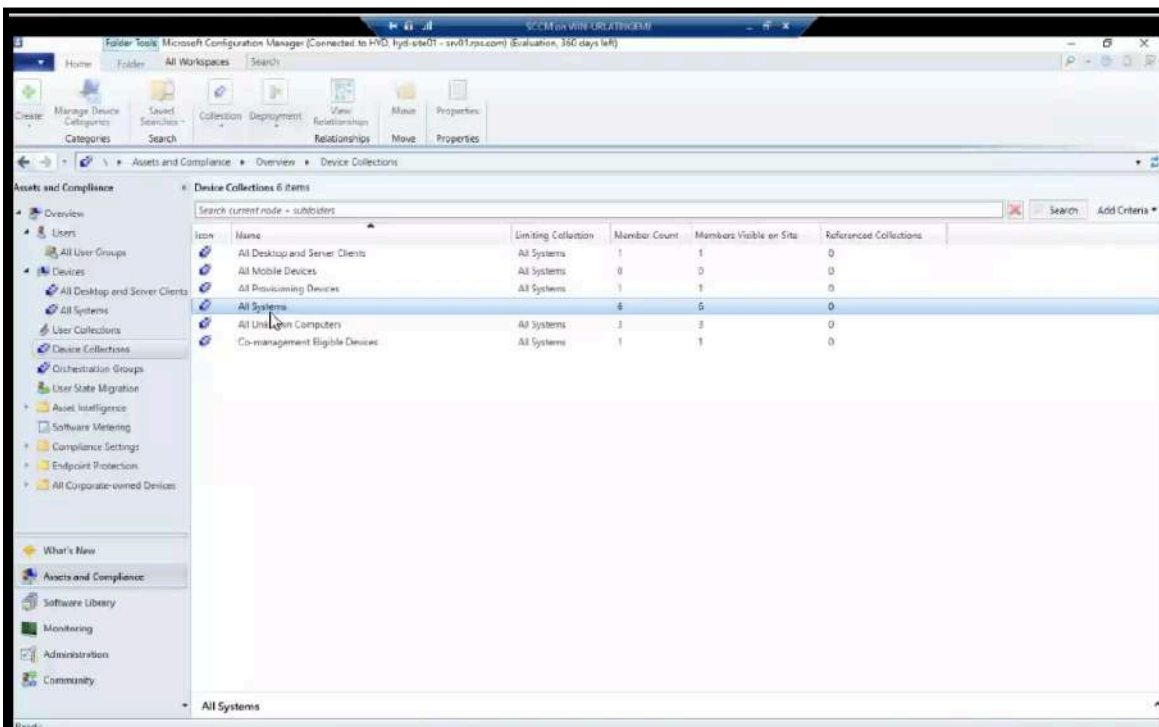 SCCM on WIN-URLATINGEMI
Folder Tools Microsoft Configuration Manager (Connected to HYD, hyd-site01 - srv01.rps.com) (Evaluation, 360 days left)
Home Folder All Workspaces Search
Create Manage Device Categories Saved Searches Collection Deployment View Relationships Move Properties
Categories Search Relationships Move Properties
\ Assets and Compliance Overview Device Collections
Assets and Compliance Device Collections 6 items
Overview Search current node + subfolders Search Add Criteria
Users Icon Name Limiting Collection Member Count Members Visible on Site Referenced Collections
All User Groups All Desktop and Server Clients All Systems 1 1 0
Devices All Mobile Devices All Systems 0 0 0
All Desktop and Server Clients All Provisioning Devices All Systems 1 1 0
All Systems All Systems 6 6 0
User Collections All Unknown Computers All Systems 3 3 0
Device Collections Co-management Eligible Devices All Systems 1 1 0
Orchestration Groups
User State Migration
Asset Intelligence
Software Metering
Compliance Settings
Endpoint Protection
All Corporate-owned Devices
What's New
Assets and Compliance
Software Library
Monitoring
Administration
Community
All Systems
Ready